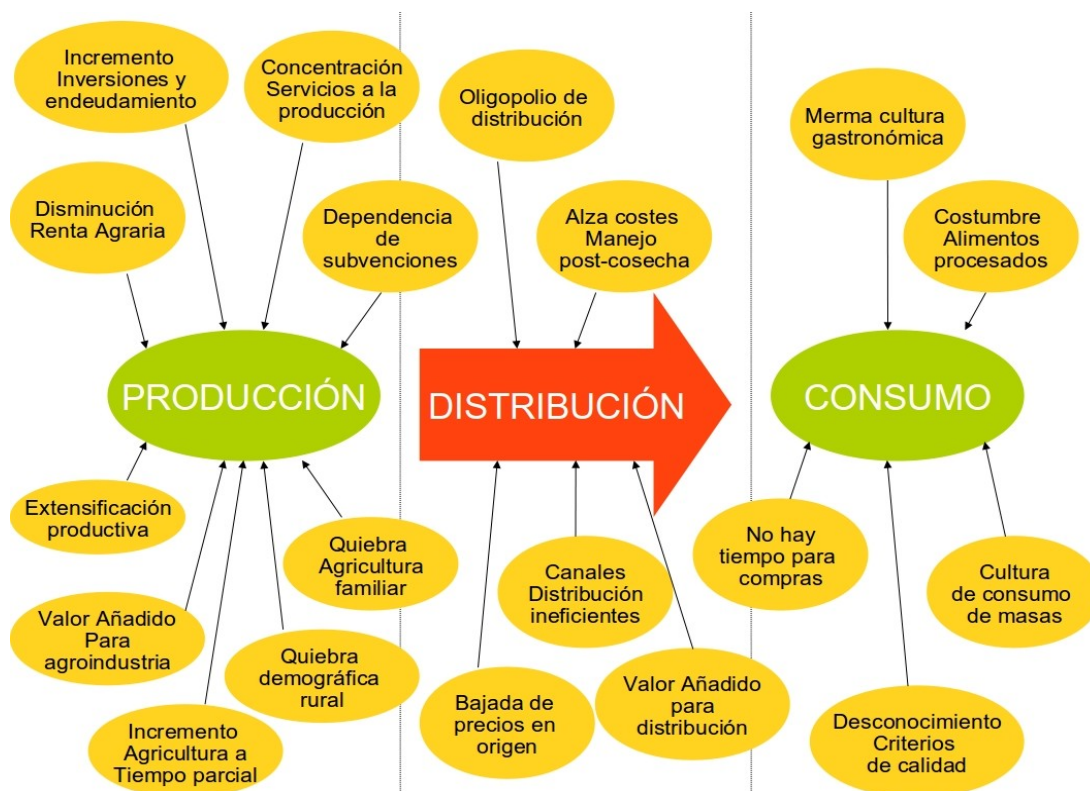 Incremento
Inversiones y
endeudamiento
Concentración
Servicios a la
producción
Disminución
Renta Agraria
Dependencia
de
subvenciones
PRODUCCIÓN
Extensificación
productiva
Quiebra
Agricultura
familiar
Valor Añadido
Para
agroindustria
Quiebra
demográfica
rural
Incremento
Agricultura a
Tiempo parcial
Oligopolio de
distribución
Alza costes
Manejo
post-cosecha
DISTRIBUCIÓN
Canales
Distribución
ineficientes
Bajada de
precios en
origen
Valor Añadido
para
distribución
Merma cultura
gastronómica
Costumbre
Alimentos
procesados
CONSUMO
No hay
tiempo para
compras
Cultura
de consumo
de masas
Desconocimiento
Criterios
de calidad